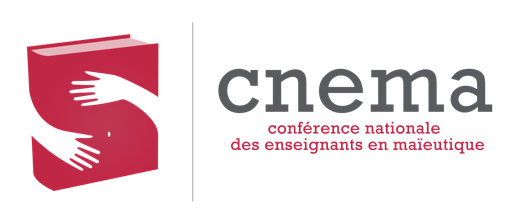 cnema
conférence nationale
des enseignants en maïeutique